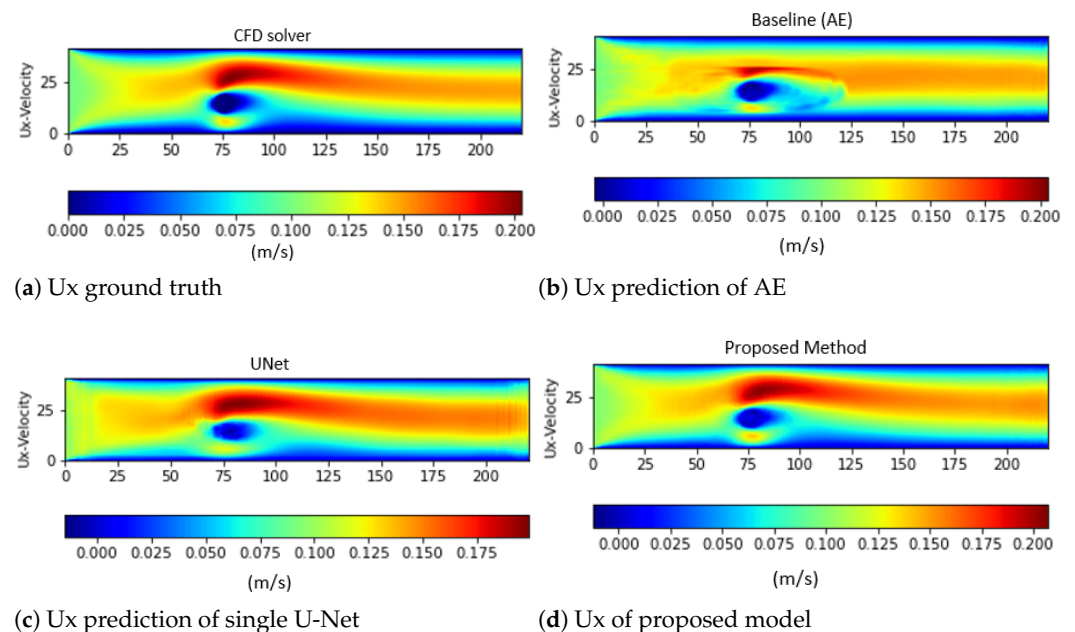 CFD solver
Ux-Velocity
25
0
0 25 50 75 100 125 150 175 200
0.000 0.025 0.050 0.075 0.100 0.125 0.150 0.175 0.200
(m/s)
(a) Ux ground truth
Baseline (AE)
Ux-Velocity
25
0
0 25 50 75 100 125 150 175 200
0.000 0.025 0.050 0.075 0.100 0.125 0.150 0.175 0.200
(m/s)
(b) Ux prediction of AE
UNet
Ux-Velocity
25
0
0 25 50 75 100 125 150 175 200
0.000 0.025 0.050 0.075 0.100 0.125 0.150 0.175
(m/s)
(c) Ux prediction of single U-Net
Proposed Method
Ux-Velocity
25
0
0 25 50 75 100 125 150 175 200
0.000 0.025 0.050 0.075 0.100 0.125 0.150 0.175 0.200
(m/s)
(d) Ux of proposed model